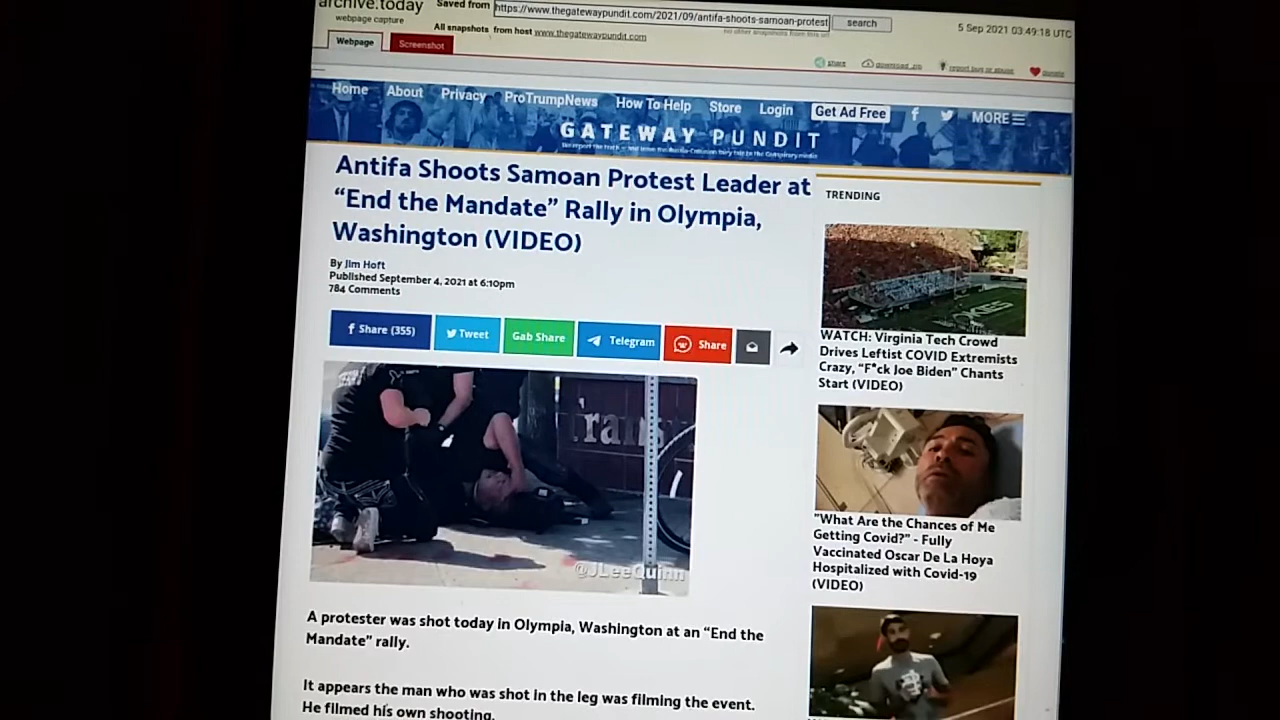 archive.today
webpage capture
Saved from
https://www.thegatewaypundit.com/2021/09/antifa-shoots-samoan-protest
search
5 Sep 2021 03:49:18 UTC
no other snapshots from this url
All snapshots from host www.thegatewaypundit.com
Webpage
Screenshot
share
download .zip
report bug or abuse
Home About Privacy ProTrumpNews How To Help Store Login Get Ad Free MORE
GATEWAY PUNDIT
Antifa Shoots Samoan Protest Leader at
“End the Mandate” Rally in Olympia,
Washington (VIDEO)
By Jim Hoft
Published September 4, 2021 at 6:10pm
784 Comments
Share (355) Tweet Gab Share Telegram Share
Trans
@JLeeQuinn
A protester was shot today in Olympia, Washington at an “End the
Mandate” rally.
It appears the man who was shot in the leg was filming the event.
He filmed his own shooting.
TRENDING
WATCH: Virginia Tech Crowd
Drives Leftist COVID Extremists
Crazy, “F*ck Joe Biden” Chants
Start (VIDEO)
"What Are the Chances of Me
Getting Covid?" - Fully
Vaccinated Oscar De La Hoya
Hospitalized with Covid-19
(VIDEO)